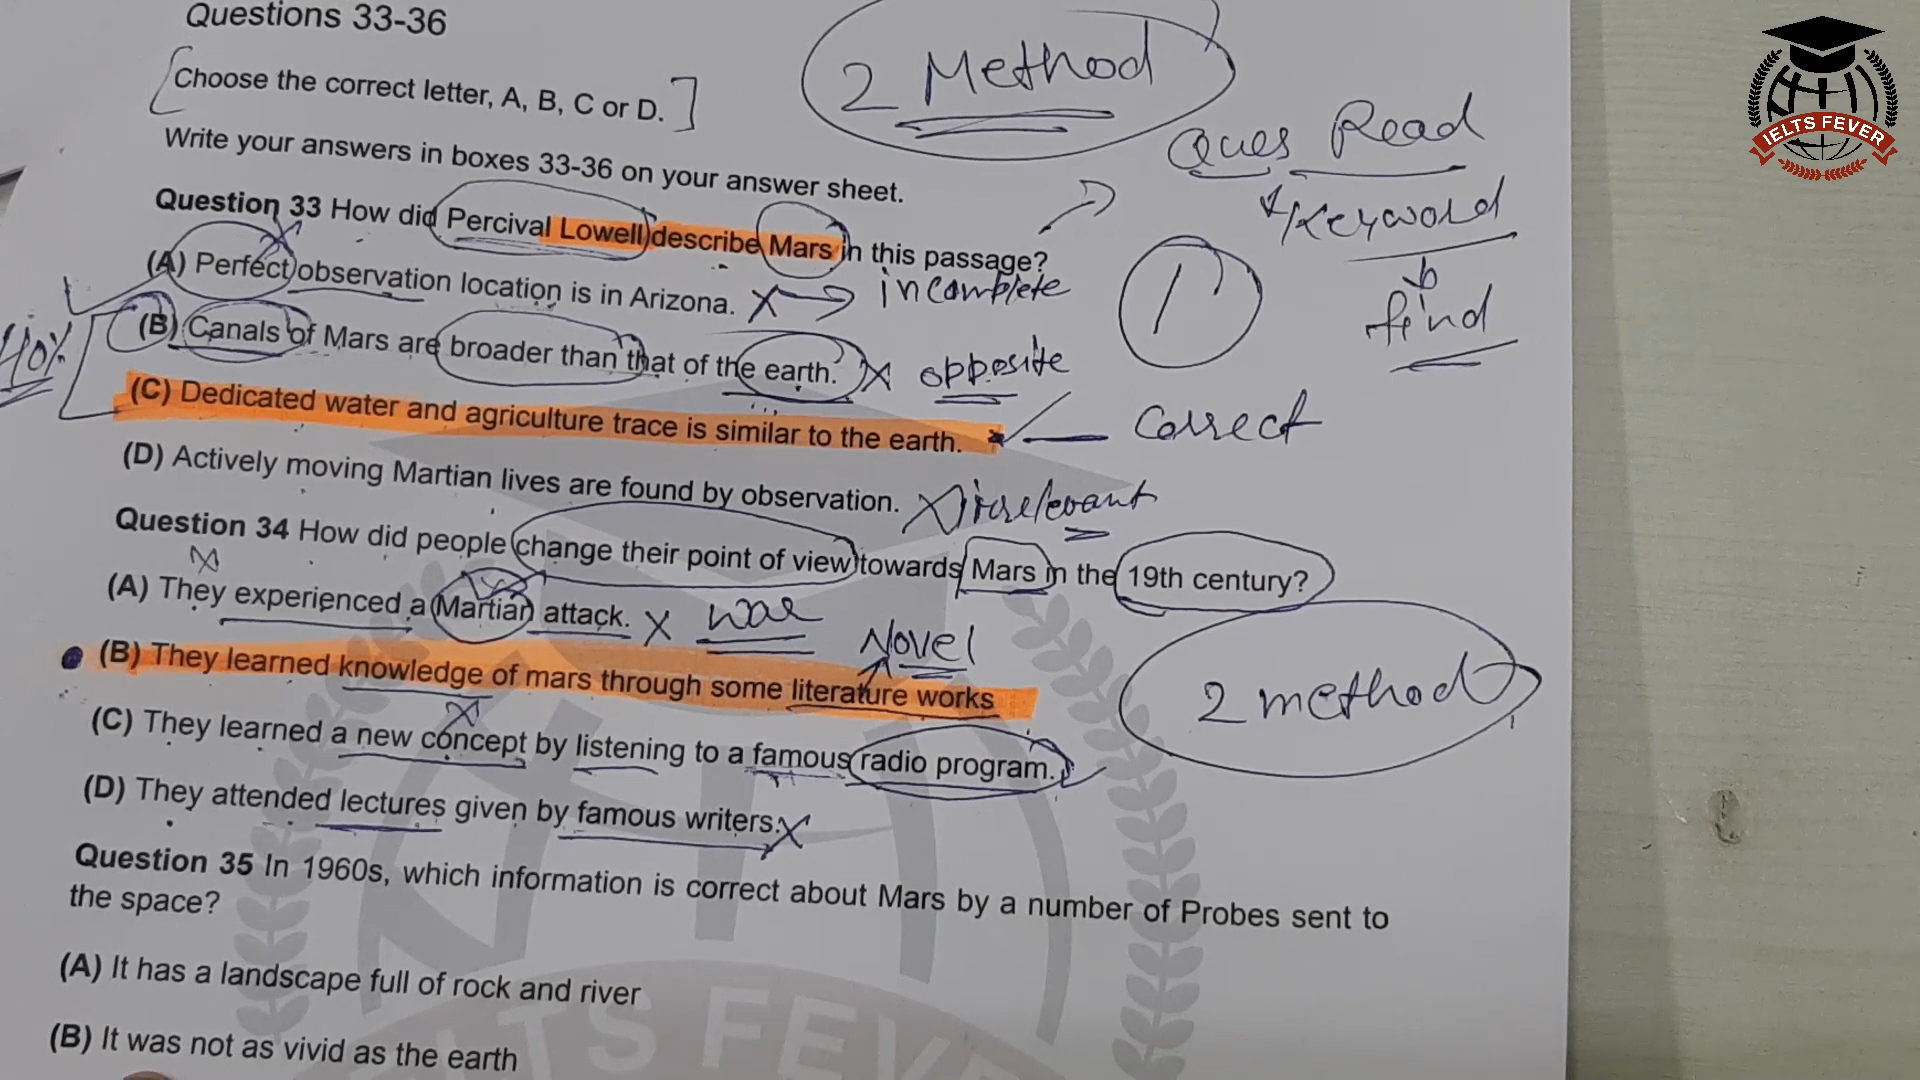 Questions 33-36
2 Method
[Choose the correct letter, A, B, C or D.]
Ques Read
Write your answers in boxes 33-36 on your answer sheet.
Keyword
find
Question 33 How did Percival Lowell describe Mars in this passage?
(A) Perfect observation location is in Arizona. X → incomplete
1
40%
(B) Canals of Mars are broader than that of the earth. X opposite
(C) Dedicated water and agriculture trace is similar to the earth. Correct
(D) Actively moving Martian lives are found by observation. X irrelevant
Question 34 How did people change their point of view towards Mars in the 19th century?
(A) They experienced a Martian attack. X war
Novel
(B) They learned knowledge of mars through some literature works
2 method
(C) They learned a new concept by listening to a famous radio program.
(D) They attended lectures given by famous writers. X
Question 35 In 1960s, which information is correct about Mars by a number of Probes sent to
the space?
(A) It has a landscape full of rock and river
(B) It was not as vivid as the earth
IELTS FEVER
LTS FEVE